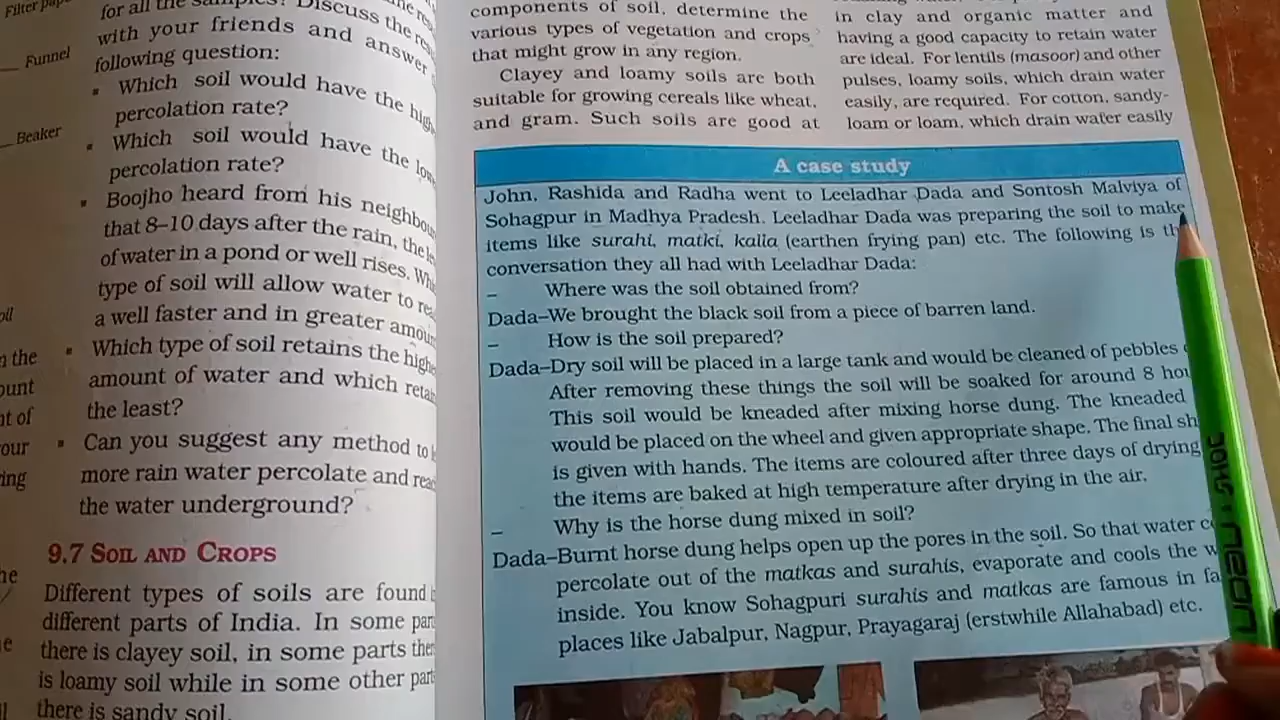 Filter
Funnel
Beaker
for all the samples? Discuss the
with your friends and answer
following question:
▪ Which soil would have the
percolation rate?
▪ Which soil would have the
percolation rate?
▪ Boojho heard from his
that 8–10 days after the rain, the
of water in a pond or well rises.
type of soil will allow water to
a well faster and in greater
▪ Which type of soil retains the
amount of water and which
the least?
▪ Can you suggest any method to
more rain water percolate and
the water underground?
9.7 SOIL AND CROPS
Different types of soils are found
different parts of India. In some
there is clayey soil, in some parts
is loamy soil while in some other
there is sandy soil.
the
of
components of soil, determine the
various types of vegetation and crops
that might grow in any region.
Clayey and loamy soils are both
suitable for growing cereals like wheat,
and gram. Such soils are good at
in clay and organic matter and
having a good capacity to retain water
are ideal. For lentils (masoor) and other
pulses, loamy soils, which drain water
easily, are required. For cotton, sandy-
loam or loam, which drain water easily
A case study
John, Rashida and Radha went to Leeladhar Dada and Sontosh Malviya of
Sohagpur in Madhya Pradesh. Leeladhar Dada was preparing the soil to make
items like surahi, matki, kalla (earthen frying pan) etc. The following is
conversation they all had with Leeladhar Dada:
– Where was the soil obtained from?
Dada–We brought the black soil from a piece of barren land.
– How is the soil prepared?
Dada–Dry soil will be placed in a large tank and would be cleaned of pebbles
After removing these things the soil will be soaked for around 8
This soil would be kneaded after mixing horse dung. The kneaded
would be placed on the wheel and given appropriate shape. The final
is given with hands. The items are coloured after three days of drying
the items are baked at high temperature after drying in the air.
– Why is the horse dung mixed in soil?
Dada–Burnt horse dung helps open up the pores in the soil. So that water
percolate out of the matkas and surahis, evaporate and cools the
inside. You know Sohagpuri surahis and matkas are famous in
places like Jabalpur, Nagpur, Prayagaraj (erstwhile Allahabad) etc.